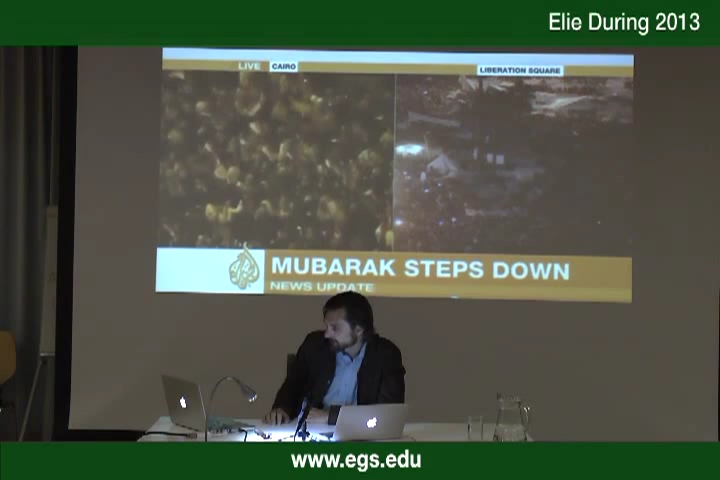 Elie During 2013
LIVE CAIRO
LIBERATION SQUARE
MUBARAK STEPS DOWN
NEWS UPDATE
www.egs.edu